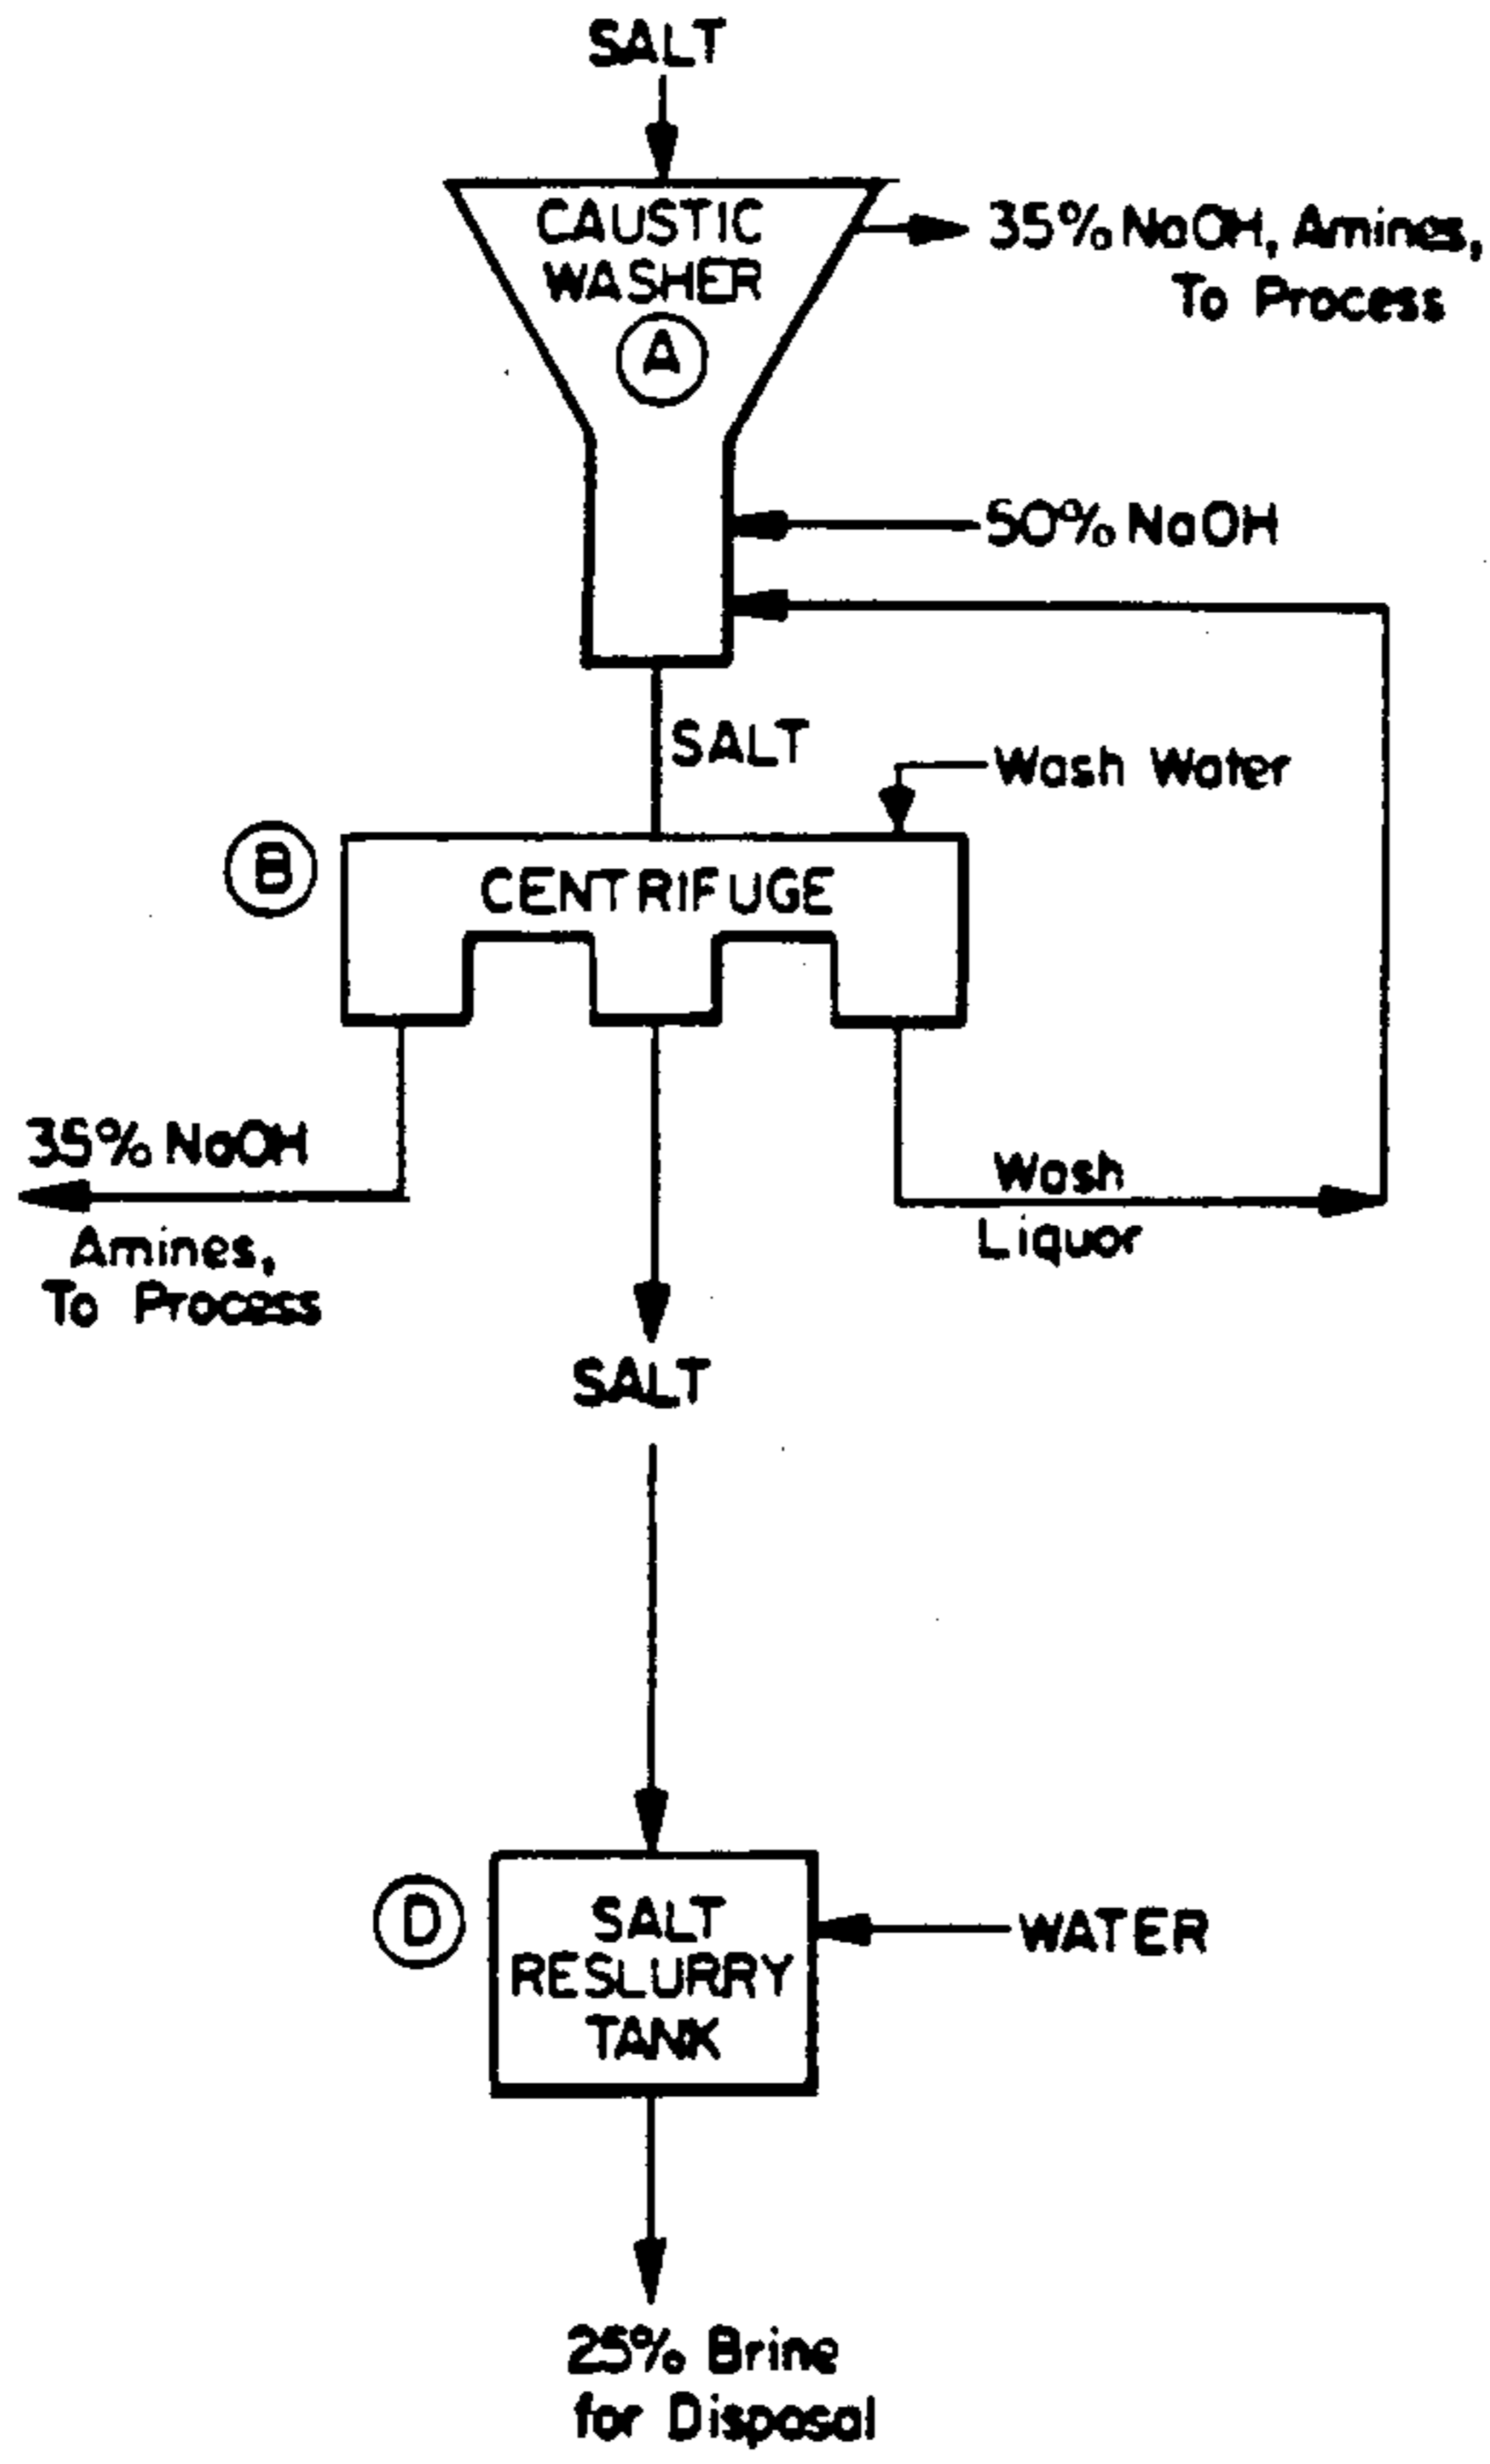 SALT
CAUSTIC
WASHER
A
35% NaOH, Amines,
To Process
50% NaOH
SALT
Wash Water
B
CENTRIFUGE
35% NaOH
Amines,
To Process
Wash
Liquor
SALT
D
SALT
RESLURRY
TANK
WATER
25% Brine
for Disposal